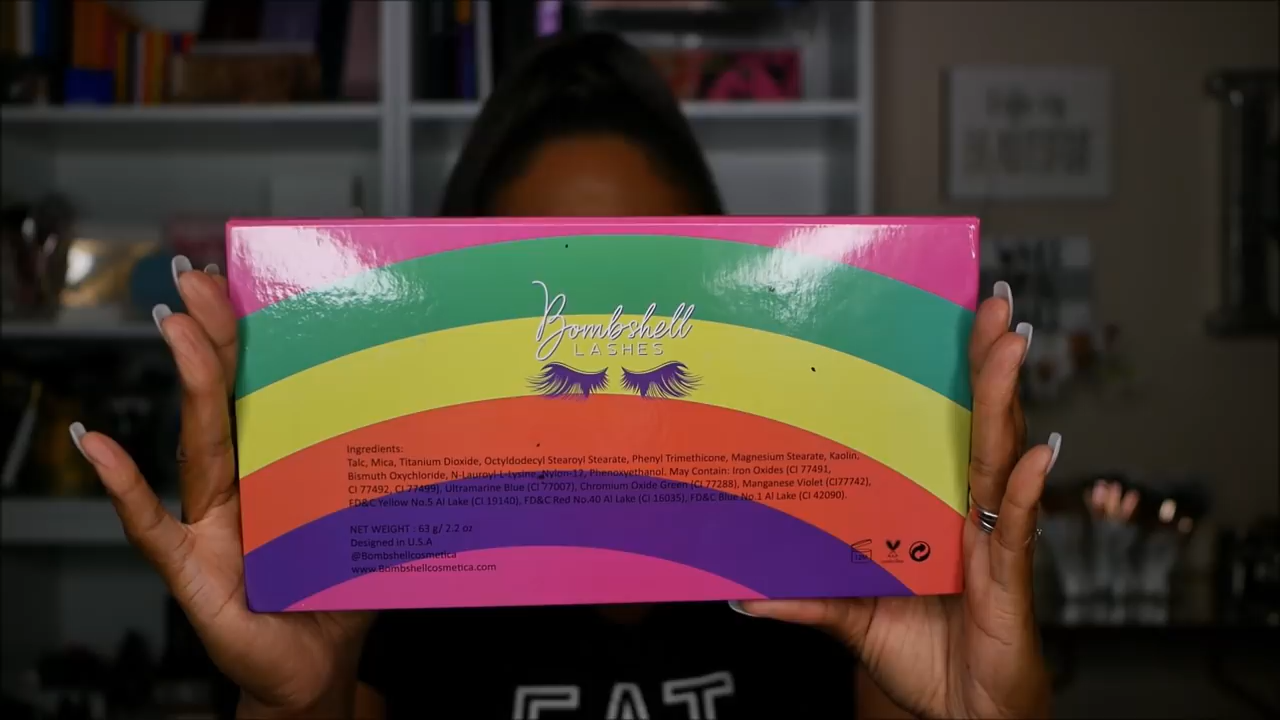 Bombshell
LASHES
Ingredients:
Talc, Mica, Titanium Dioxide, Octyldodecyl Stearoyl Stearate, Phenyl Trimethicone, Magnesium Stearate, Kaolin,
Bismuth Oxychloride, N-Lauroyl-L-Lysine, Nylon-12, Phenoxyethanol. May Contain: Iron Oxides (CI 77491,
CI 77492, CI 77499), Ultramarine Blue (CI 77007), Chromium Oxide Green (CI 77288), Manganese Violet (CI77742),
FD&C Yellow No.5 Al Lake (CI 19140), FD&C Red No.40 Al Lake (CI 16035), FD&C Blue No.1 Al Lake (CI 42090).
NET WEIGHT : 63 g/ 2.2 oz
Designed in U.S.A
@Bombshellcosmetica
www.Bombshellcosmetica.com
EAT